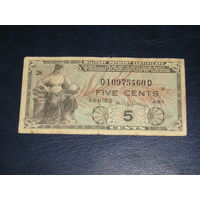 MILITARY PAYMENT CERTIFICATE
D10975460D
FIVE CENTS
SERIES 481
5